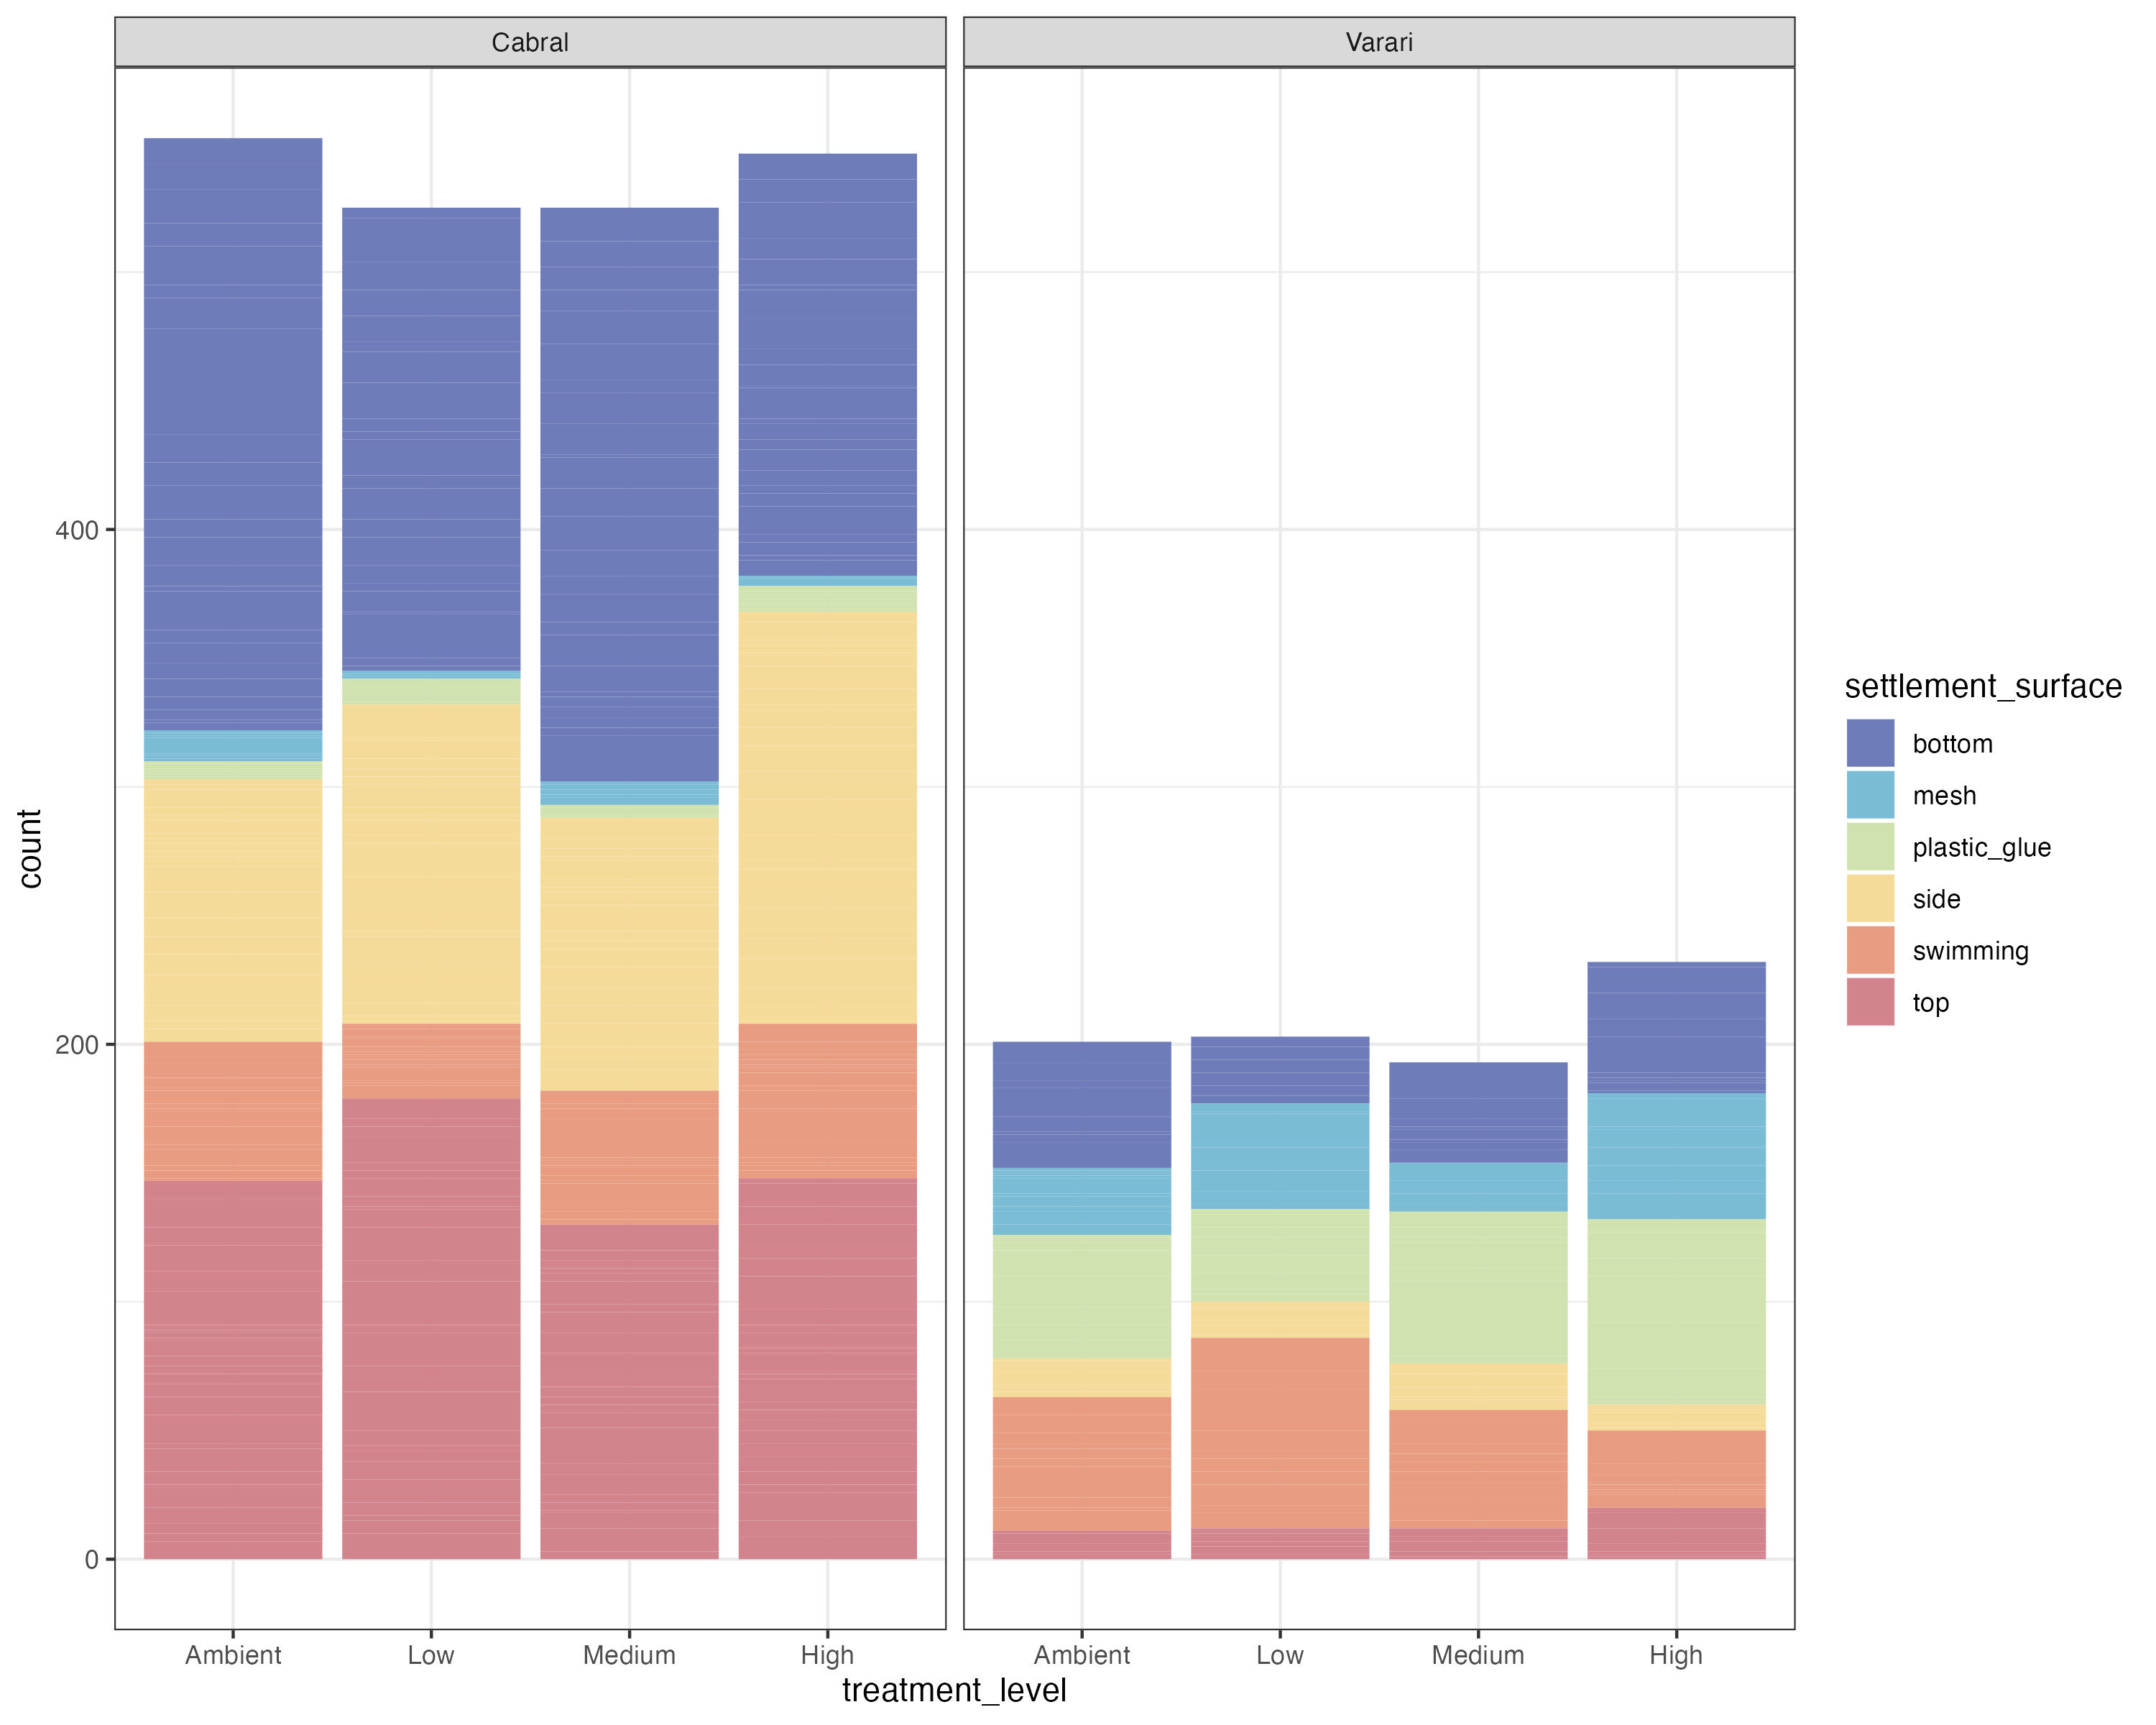 Cabral
Varari
count
400
200
0
Ambient
Low
Medium
High
Ambient
Low
Medium
High
treatment_level
settlement_surface
bottom
mesh
plastic_glue
side
swimming
top